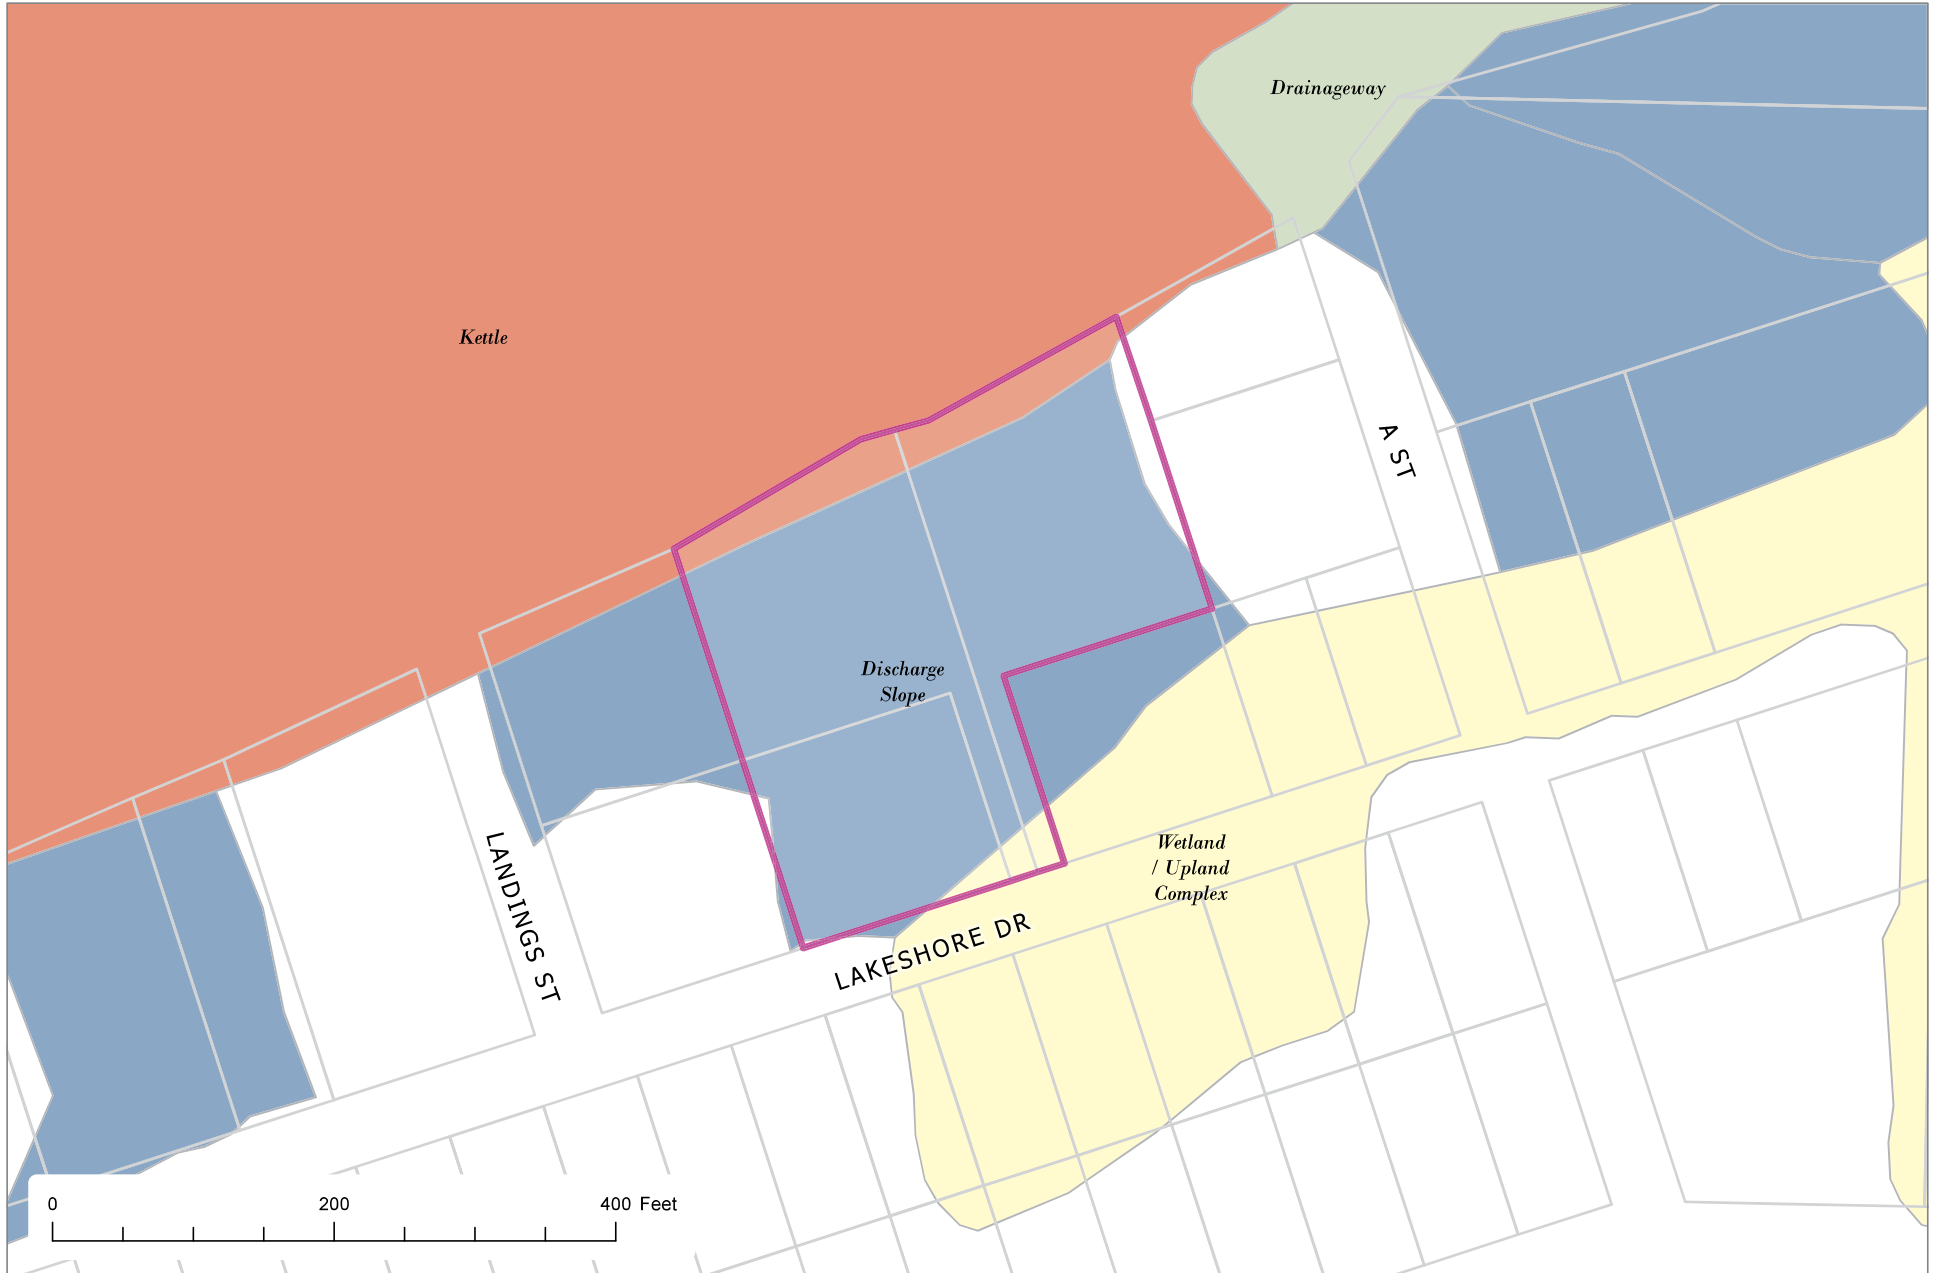 Drainageway
Kettle
A ST
Discharge
Slope
Wetland
/ Upland
Complex
LANDINGS ST
LAKESHORE DR
0 200 400 Feet